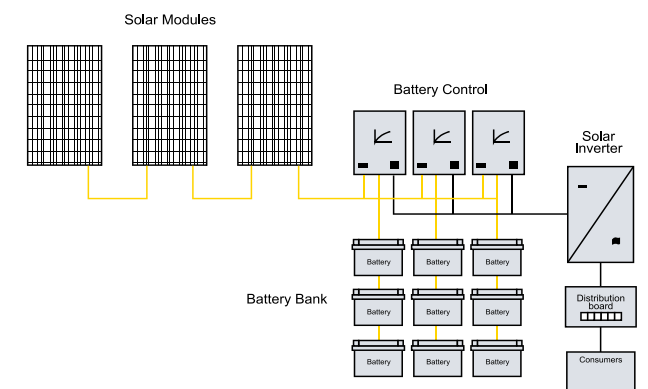 Solar Modules
Battery Control
Solar
Inverter
Battery
Battery
Battery
Battery Bank
Battery
Battery
Battery
Distribution
board
Battery
Battery
Battery
Consumers